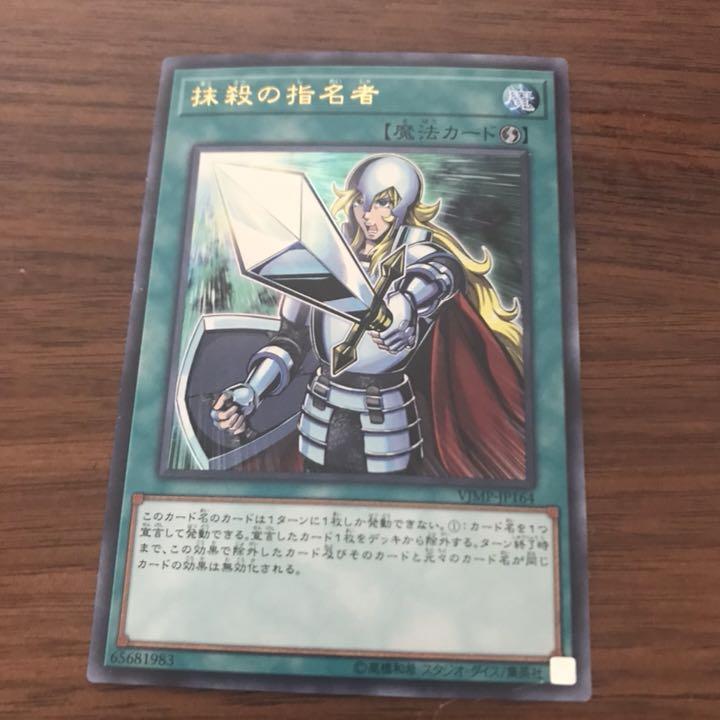 抹殺の指名者
魔
【魔法カード】
VJMP-JP164
このカード名のカードは1ターンに1枚しか発動できない。①:カード名を1つ
宣言して発動できる。宣言したカード1枚をデッキから除外する。ターン終了時
まで、この効果で除外したカード及びそのカードと元々のカード名が同じ
カードの効果は無効化される。
65681983
©高橋和希 スタジオ・ダイス/集英社